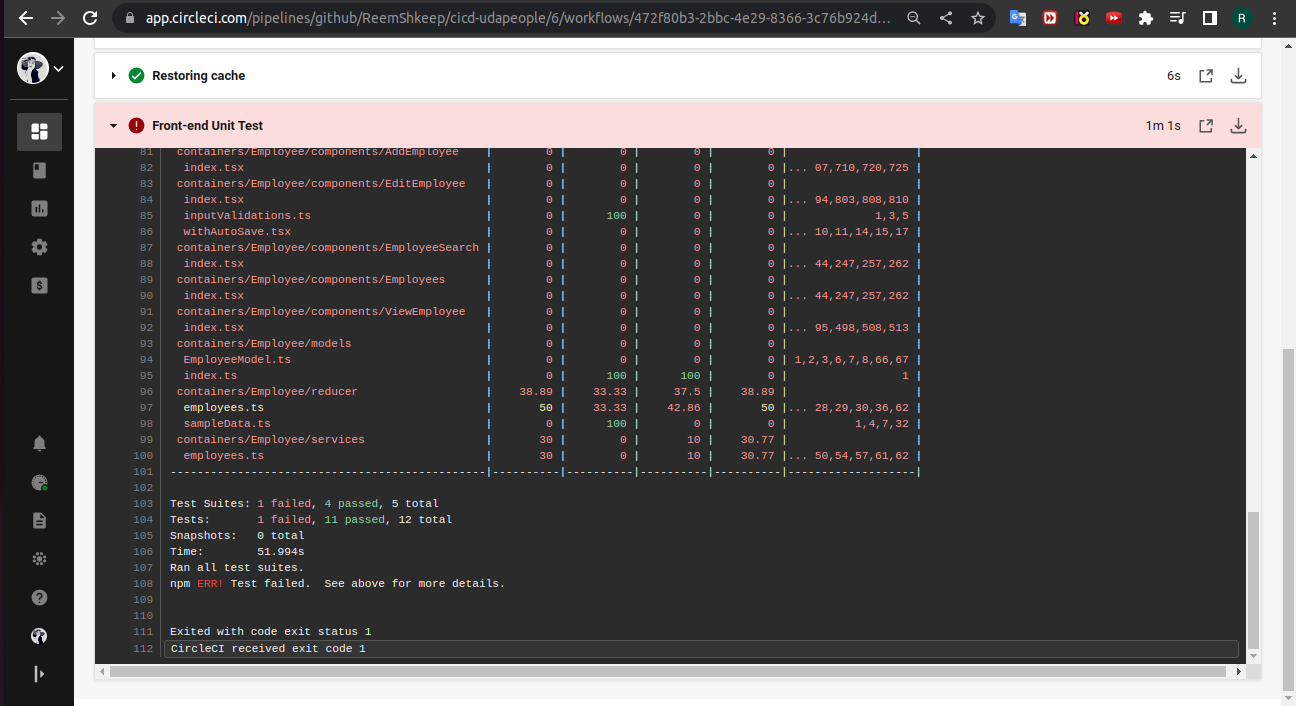 app.circleci.com/pipelines/github/ReemShkeep/cicd-udapeople/6/workflows/472f80b3-2bbc-4e29-8366-3c76b924d...
R
Restoring cache 6s
Front-end Unit Test 1m 1s
81 containers/Employee/components/AddEmployee | 0 | 0 | 0 | 0 | |
82 index.tsx | 0 | 0 | 0 | 0 |... 07,710,720,725 |
83 containers/Employee/components/EditEmployee | 0 | 0 | 0 | 0 | |
84 index.tsx | 0 | 0 | 0 | 0 |... 94,803,808,810 |
85 inputValidations.ts | 0 | 100 | 0 | 0 | 1,3,5 |
86 withAutoSave.tsx | 0 | 0 | 0 | 0 |... 10,11,14,15,17 |
87 containers/Employee/components/EmployeeSearch | 0 | 0 | 0 | 0 | |
88 index.tsx | 0 | 0 | 0 | 0 |... 44,247,257,262 |
89 containers/Employee/components/Employees | 0 | 0 | 0 | 0 | |
90 index.tsx | 0 | 0 | 0 | 0 |... 44,247,257,262 |
91 containers/Employee/components/ViewEmployee | 0 | 0 | 0 | 0 | |
92 index.tsx | 0 | 0 | 0 | 0 |... 95,498,508,513 |
93 containers/Employee/models | 0 | 0 | 0 | 0 | |
94 EmployeeModel.ts | 0 | 0 | 0 | 0 | 1,2,3,6,7,8,66,67 |
95 index.ts | 0 | 100 | 100 | 0 | 1 |
96 containers/Employee/reducer | 38.89 | 33.33 | 37.5 | 38.89 | |
97 employees.ts | 50 | 33.33 | 42.86 | 50 |... 28,29,30,36,62 |
98 sampleData.ts | 0 | 100 | 0 | 0 | 1,4,7,32 |
99 containers/Employee/services | 30 | 0 | 10 | 30.77 | |
100 employees.ts | 30 | 0 | 10 | 30.77 |... 50,54,57,61,62 |
101 -----------------------------------------------|----------|----------|----------|----------|-------------------|
102
103 Test Suites: 1 failed, 4 passed, 5 total
104 Tests: 1 failed, 11 passed, 12 total
105 Snapshots: 0 total
106 Time: 51.994s
107 Ran all test suites.
108 npm ERR! Test failed. See above for more details.
109
110
111 Exited with code exit status 1
112 CircleCI received exit code 1